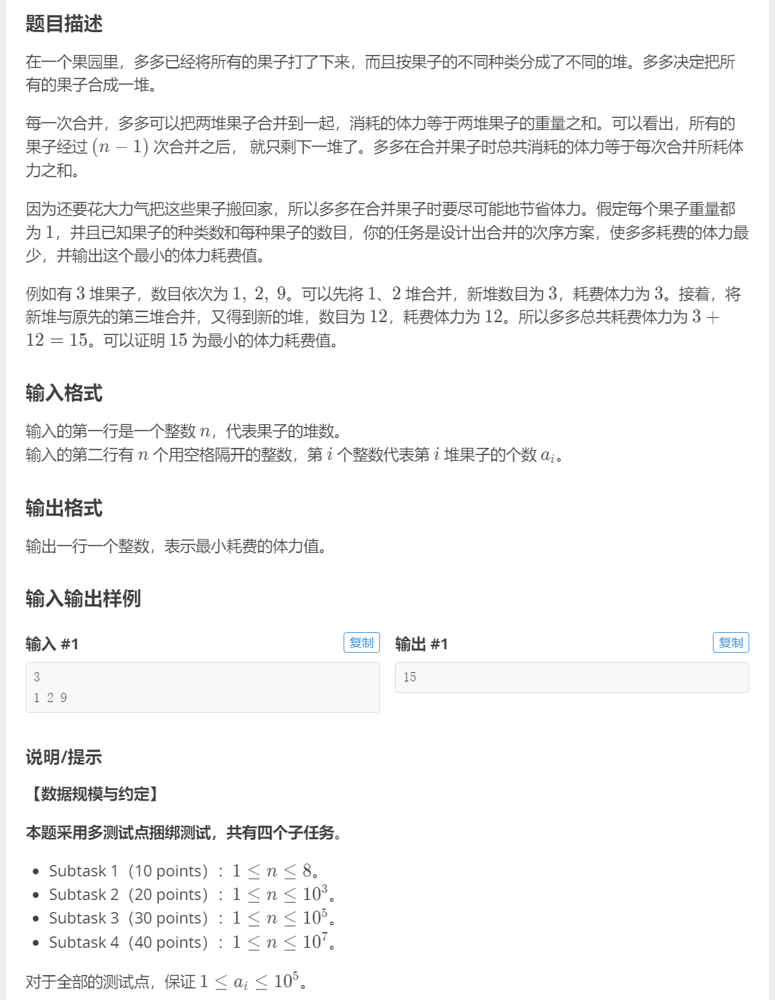 题目描述
在一个果园里，多多已经将所有的果子打了下来，而且按果子的不同种类分成了不同的堆。多多决定把所
有的果子合成一堆。
每一次合并，多多可以把两堆果子合并到一起，消耗的体力等于两堆果子的重量之和。可以看出，所有的
果子经过 (n − 1) 次合并之后， 就只剩下一堆了。多多在合并果子时总共消耗的体力等于每次合并所耗体
力之和。
因为还要花大力气把这些果子搬回家，所以多多在合并果子时要尽可能地节省体力。假定每个果子重量都
为 1，并且已知果子的种类数和每种果子的数目，你的任务是设计出合并的次序方案，使多多耗费的体力最
少，并输出这个最小的体力耗费值。
例如有 3 堆果子，数目依次为 1, 2, 9。可以先将 1、2 堆合并，新堆数目为 3，耗费体力为 3。接着，将
新堆与原先的第三堆合并，又得到新的堆，数目为 12，耗费体力为 12。所以多多总共耗费体力为 3 +
12 = 15。可以证明 15 为最小的体力耗费值。
输入格式
输入的第一行是一个整数 n，代表果子的堆数。
输入的第二行有 n 个用空格隔开的整数，第 i 个整数代表第 i 堆果子的个数 aᵢ。
输出格式
输出一行一个整数，表示最小耗费的体力值。
输入输出样例
输入 #1 复制
3
1 2 9
输出 #1 复制
15
说明/提示
【数据规模与约定】
本题采用多测试点捆绑测试，共有四个子任务。
• Subtask 1（10 points）：1 ≤ n ≤ 8。
• Subtask 2（20 points）：1 ≤ n ≤ 10³。
• Subtask 3（30 points）：1 ≤ n ≤ 10⁵。
• Subtask 4（40 points）：1 ≤ n ≤ 10⁷。
对于全部的测试点，保证 1 ≤ aᵢ ≤ 10⁵。